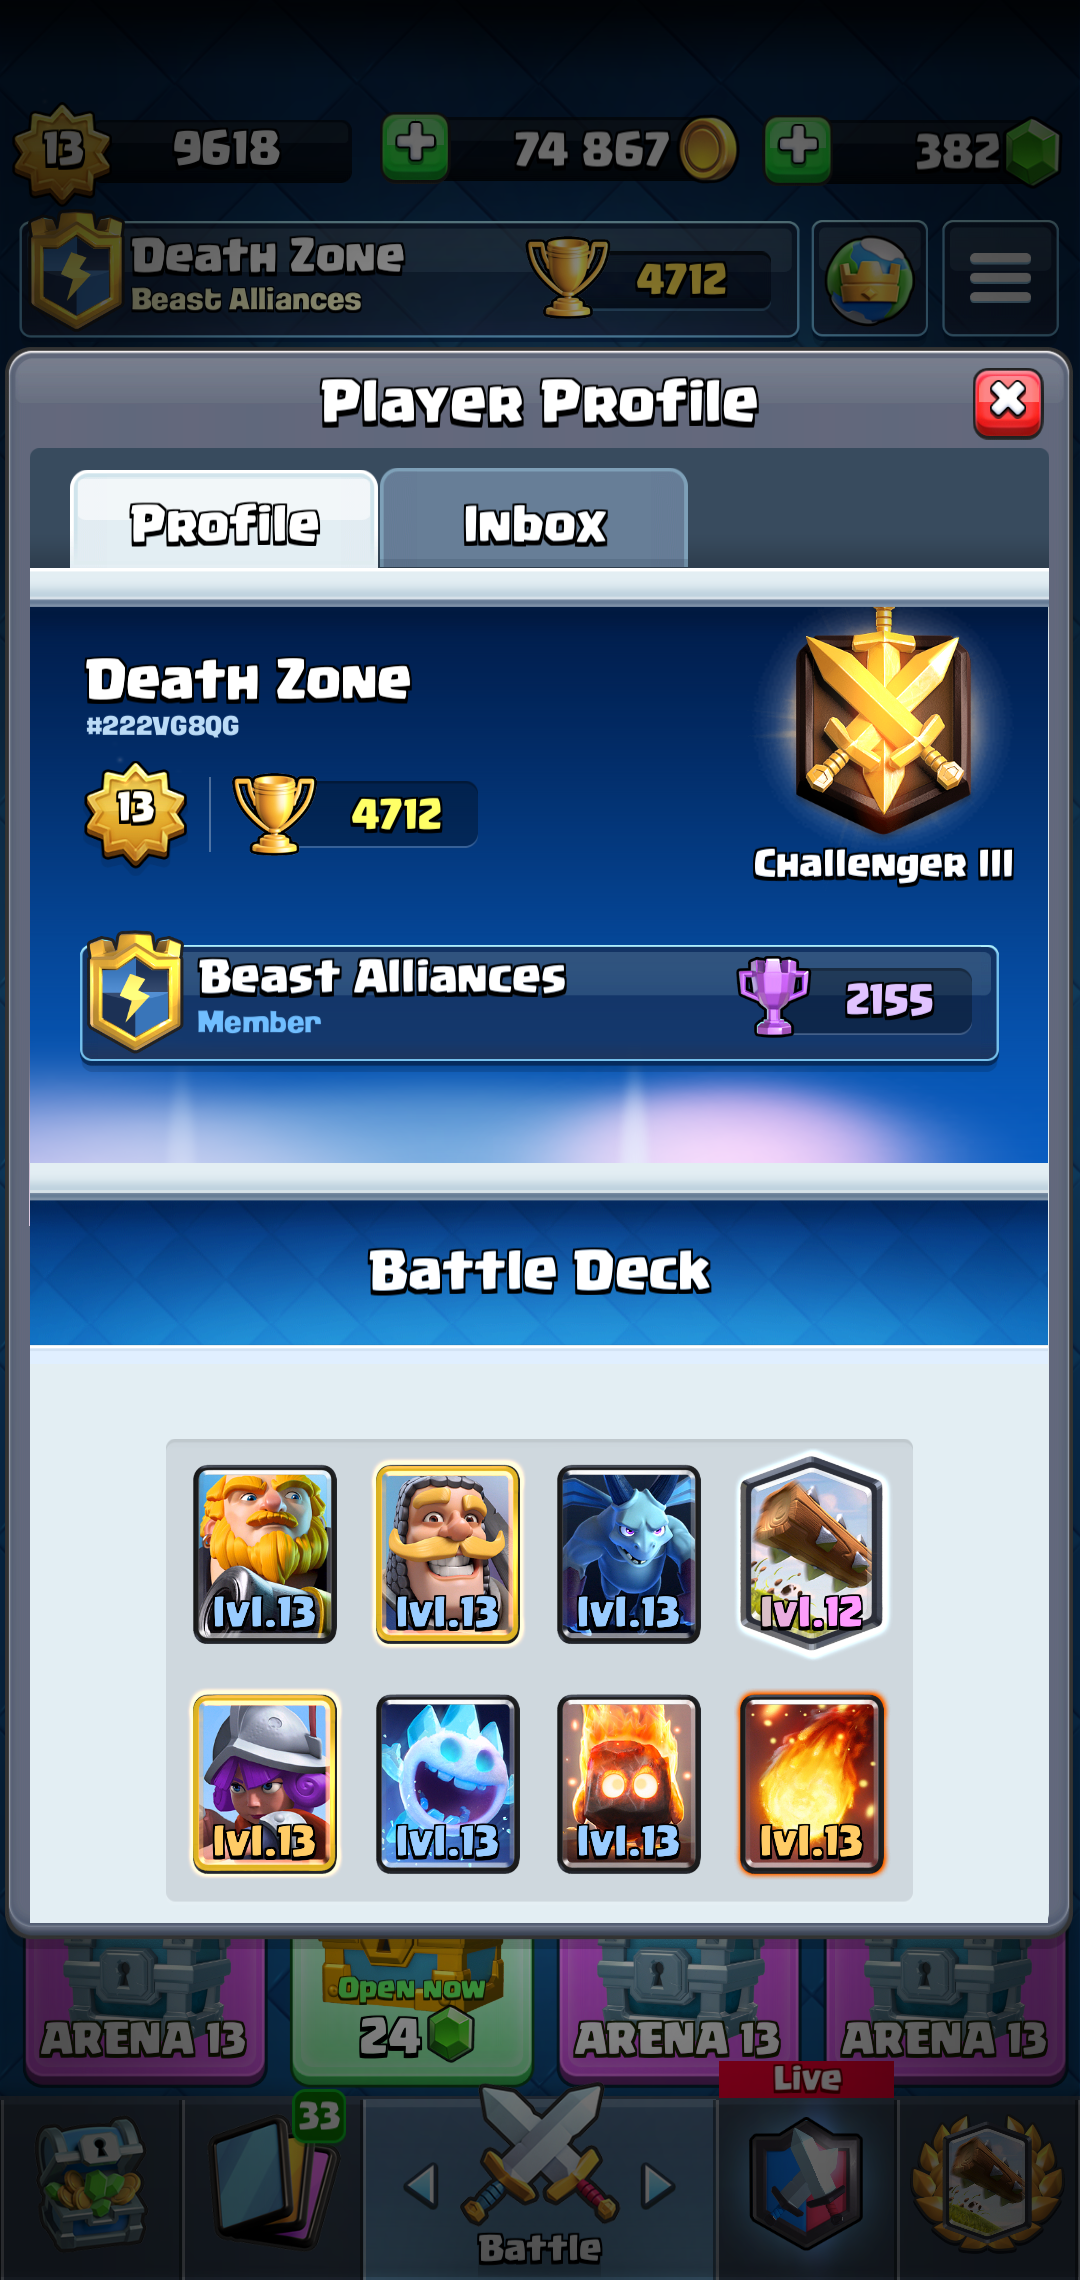 13 9618 74 867 382
Death Zone
4712
Beast Alliances
Player Profile
Profile Inbox
Death Zone
#222VG8QG
13 4712
Challenger III
Beast Alliances
2155
Member
Battle Deck
lvl.13 lvl.13 lvl.13 lvl.12
lvl.13 lvl.13 lvl.13 lvl.13
Open now
ARENA 13 24 ARENA 13 ARENA 13
Live
33
Battle